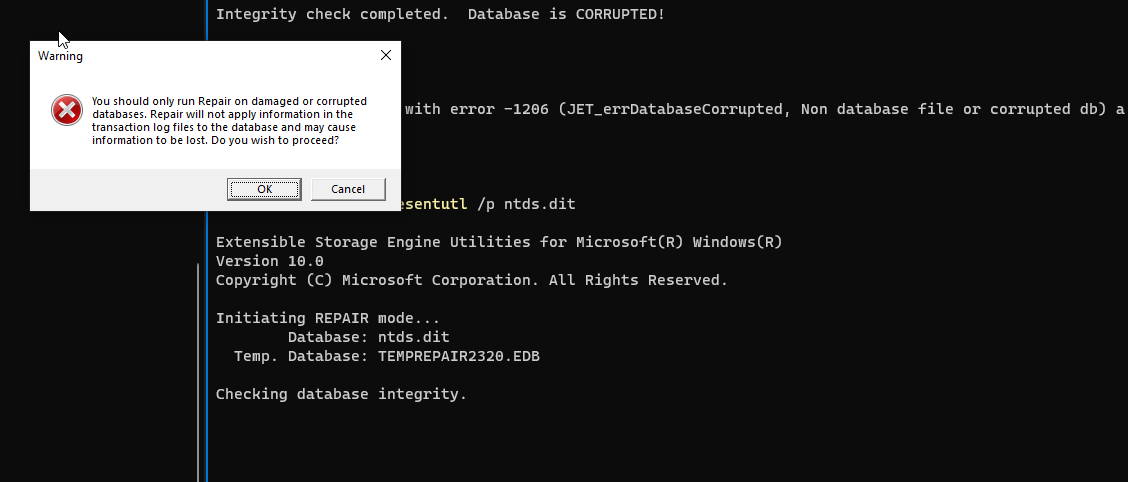 Integrity check completed.  Database is CORRUPTED!
Warning
You should only run Repair on damaged or corrupted
databases. Repair will not apply information in the
transaction log files to the database and may cause
information to be lost. Do you wish to proceed?
OK
Cancel
with error -1206 (JET_errDatabaseCorrupted, Non database file or corrupted db) a
esentutl /p ntds.dit
Extensible Storage Engine Utilities for Microsoft(R) Windows(R)
Version 10.0
Copyright (C) Microsoft Corporation. All Rights Reserved.
Initiating REPAIR mode...
        Database: ntds.dit
  Temp. Database: TEMPREPAIR2320.EDB
Checking database integrity.